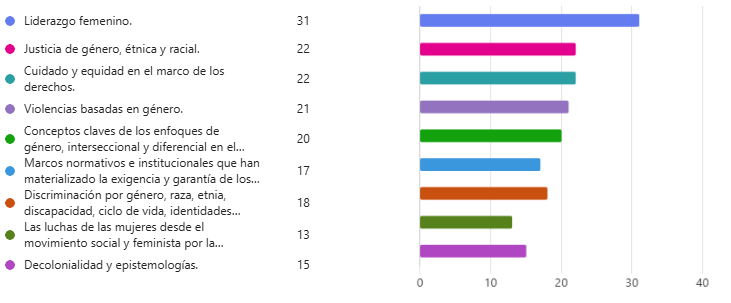 Liderazgo femenino. 31
Justicia de género, étnica y racial. 22
Cuidado y equidad en el marco de los
derechos. 22
Violencias basadas en género. 21
Conceptos claves de los enfoques de
género, interseccional y diferencial en el... 20
Marcos normativos e institucionales que han
materializado la exigencia y garantía de los... 17
Discriminación por género, raza, etnia,
discapacidad, ciclo de vida, identidades... 18
Las luchas de las mujeres desde el
movimiento social y feminista por la... 13
Decolonialidad y epistemologías. 15
0 10 20 30 40